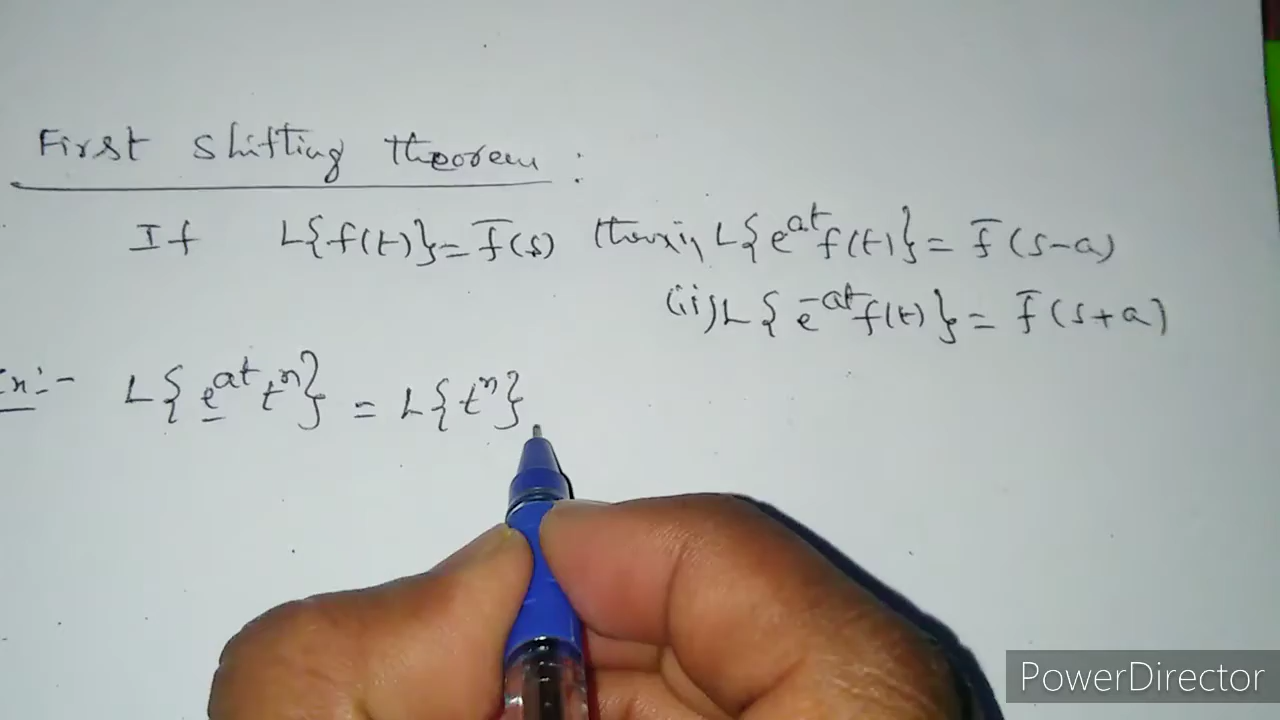 First shifting theorem :
If L{f(t)} = f̄(s) then (i) L{e^{at} f(t)} = f̄(s-a)
(ii) L{e^{-at} f(t)} = f̄(s+a)
Ex:- L{e^{at} t^n} = L{t^n}
PowerDirector